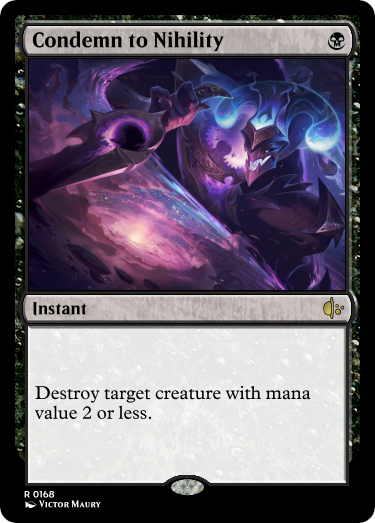 Condemn to Nihility
Instant
Destroy target creature with mana
value 2 or less.
R 0168
Victor Maury